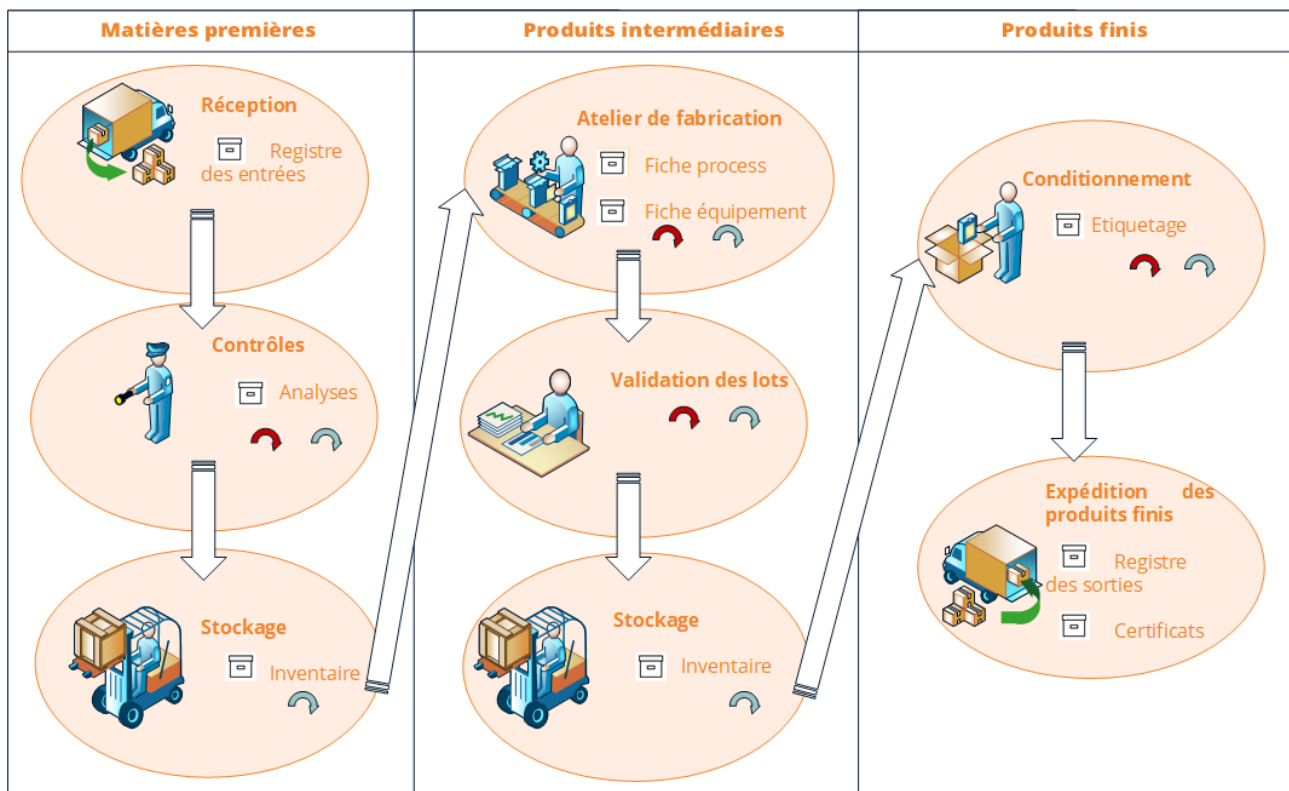 Matières premières
Produits intermédiaires
Produits finis
Réception
Registre
des entrées
Contrôles
Analyses
Stockage
Inventaire
Atelier de fabrication
Fiche process
Fiche équipement
Validation des lots
Stockage
Inventaire
Conditionnement
Etiquetage
Expédition des
produits finis
Registre
des sorties
Certificats